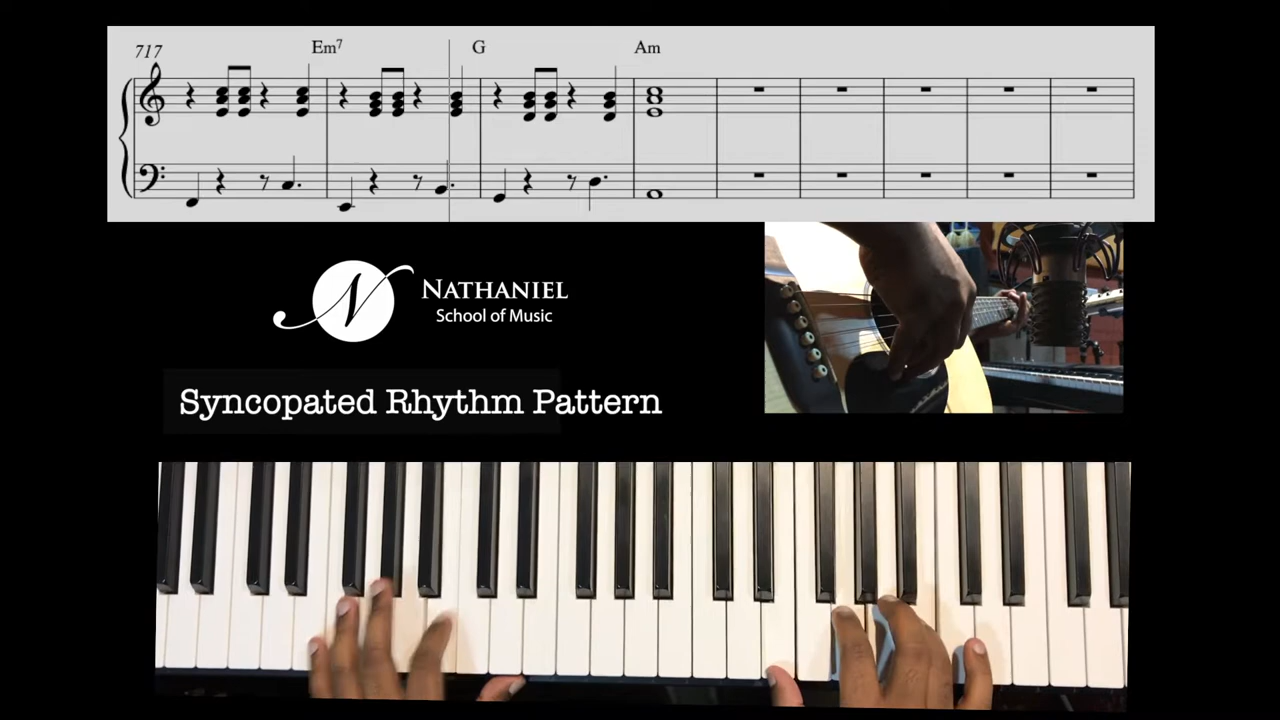 717
Em7
G
Am
NATHANIEL
School of Music
Syncopated Rhythm Pattern